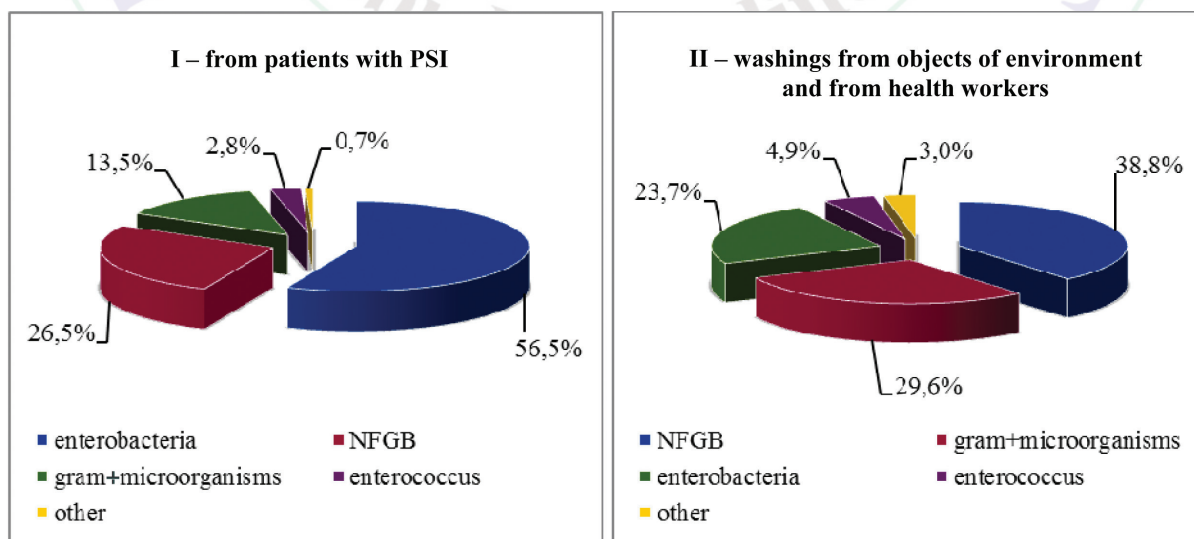 I – from patients with PSI
13,5%
2,8%
0,7%
26,5%
56,5%
enterobacteria
NFGB
gram+microorganisms
enterococcus
other
II – washings from objects of environment
and from health workers
23,7%
4,9%
3,0%
38,8%
29,6%
NFGB
gram+microorganisms
enterobacteria
enterococcus
other